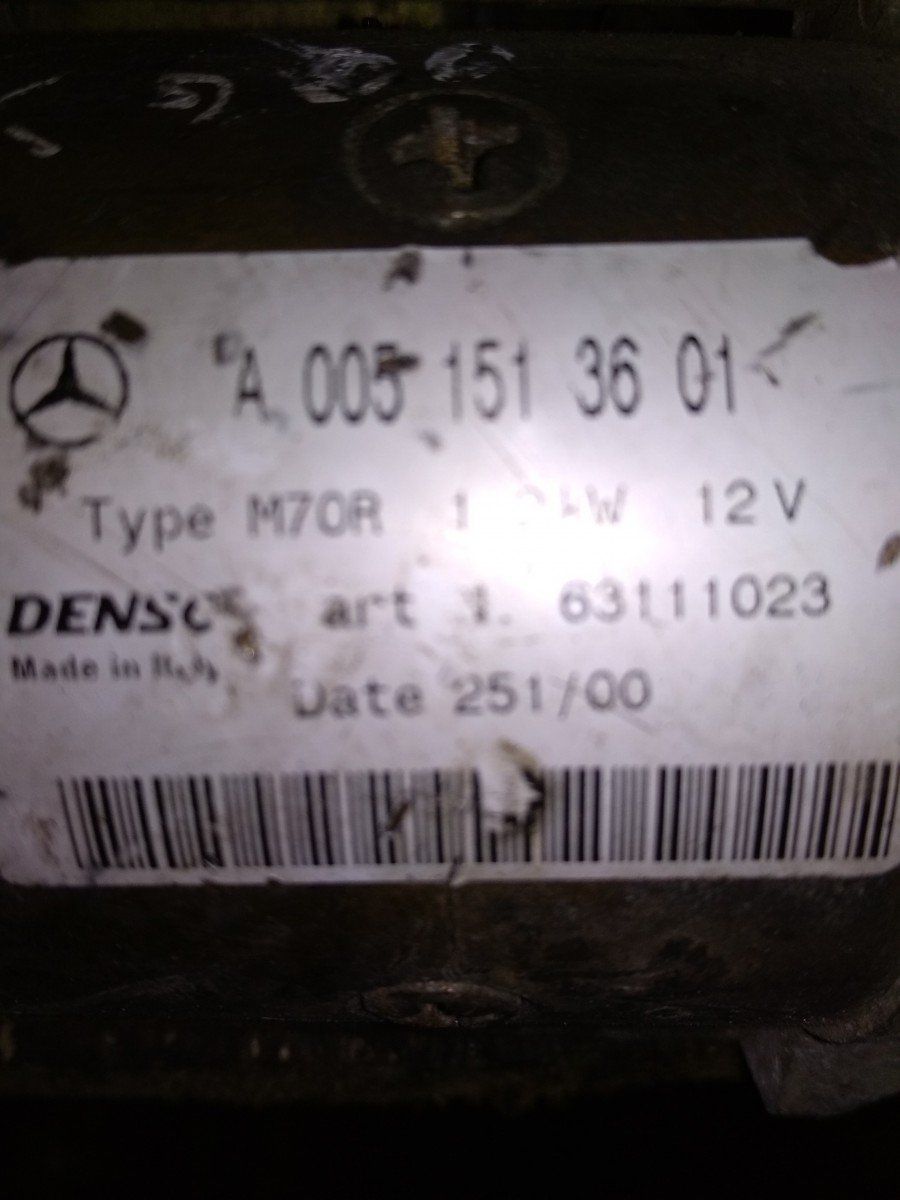 A 005 151 36 01
Type M70R 12V
DENSO art 63111023
Made in
Date 251/00